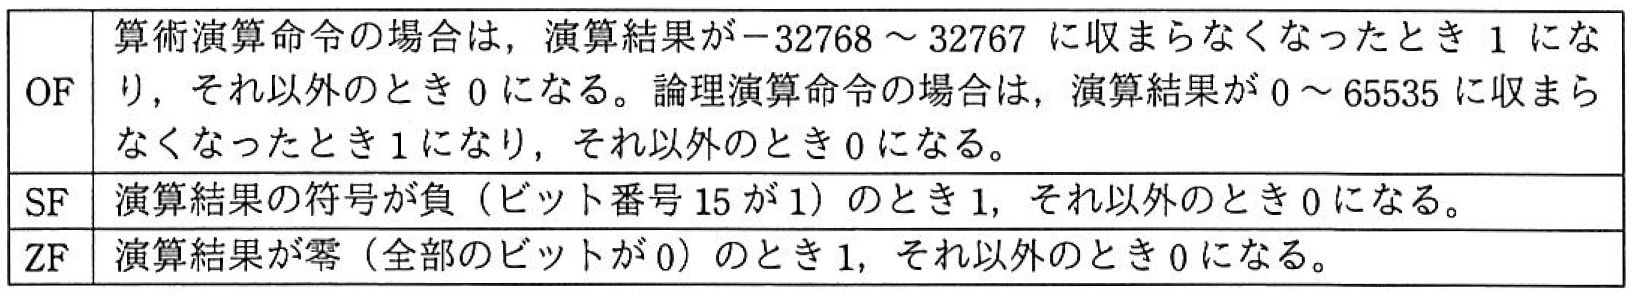 OF
算術演算命令の場合は，演算結果が－32768 ～ 32767 に収まらなくなったとき 1 にな
り，それ以外のとき 0 になる。論理演算命令の場合は，演算結果が 0 ～ 65535 に収まら
なくなったとき 1 になり，それ以外のとき 0 になる。
SF
演算結果の符号が負（ビット番号 15 が 1）のとき 1，それ以外のとき 0 になる。
ZF
演算結果が零（全部のビットが 0）のとき 1，それ以外のとき 0 になる。